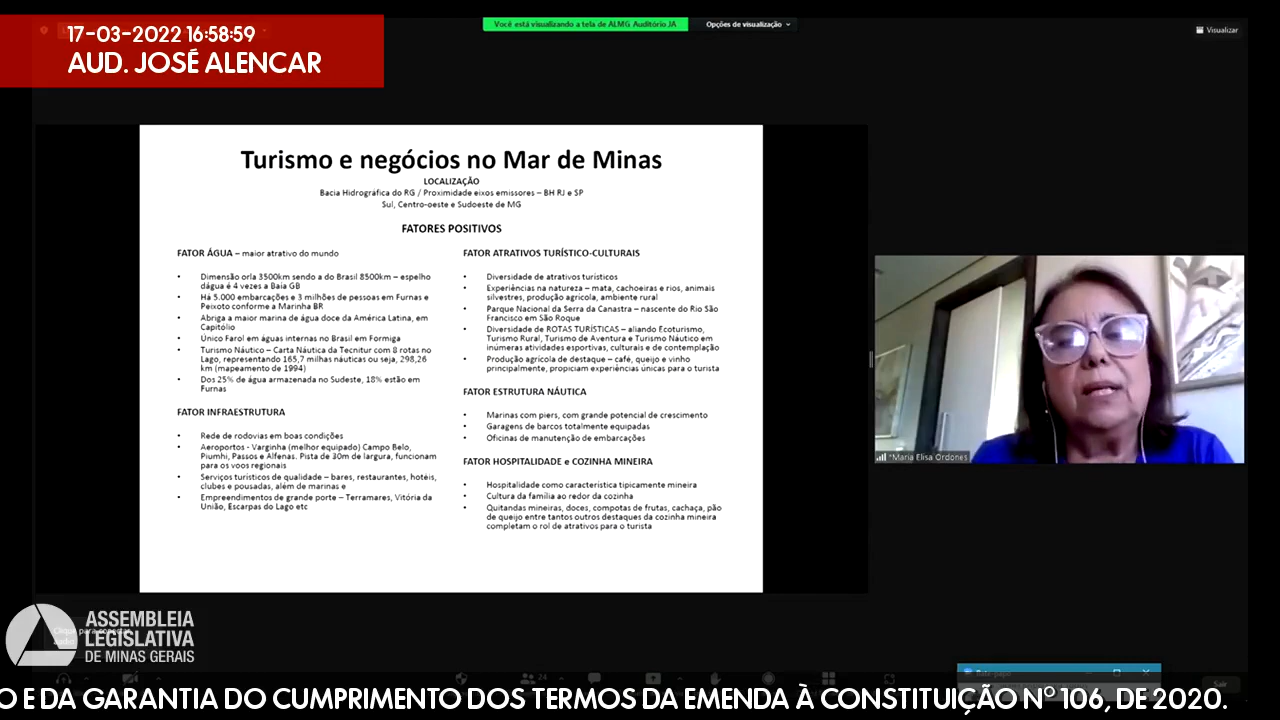 17-03-2022 16:58:59
AUD. JOSÉ ALENCAR
Você está visualizando a tela de ALMG Auditório JA
Opções de visualização
Visualizar
Turismo e negócios no Mar de Minas
LOCALIZAÇÃO
Bacia Hidrográfica do RG / Proximidade eixos emissores – BH RJ e SP
Sul, Centro-oeste e Sudoeste de MG
FATORES POSITIVOS
FATOR ÁGUA – maior atrativo do mundo
• Dimensão orla 3500km sendo a do Brasil 8500km – espelho
dágua é 4 vezes a Baia GB
• Há 5.000 embarcações e 3 milhões de pessoas em Furnas e
Peixoto conforme a Marinha BR
• Abriga a maior marina de água doce da América Latina, em
Capitólio
• Único Farol em águas internas no Brasil em Formiga
• Turismo Náutico – Carta Náutica da Tecnitur com 8 rotas no
Lago, representando 165,7 milhas náuticas ou seja, 298,26
km (mapeamento de 1994)
• Dos 25% de água armazenada no Sudeste, 18% estão em
Furnas
FATOR INFRAESTRUTURA
• Rede de rodovias em boas condições
• Aeroportos - Varginha (melhor equipado) Campo Belo,
Piumhi, Passos e Alfenas. Pista de 30m de largura, funcionam
para os voos regionais
• Serviços turísticos de qualidade – bares, restaurantes, hotéis,
clubes e pousadas, além de marinas e
• Empreendimentos de grande porte – Terramares, Vitória da
União, Escarpas do Lago etc
FATOR ATRATIVOS TURÍSTICO-CULTURAIS
• Diversidade de atrativos turísticos
• Experiências na natureza – mata, cachoeiras e rios, animais
silvestres, produção agrícola, ambiente rural
• Parque Nacional da Serra da Canastra – nascente do Rio São
Francisco em São Roque
• Diversidade de ROTAS TURÍSTICAS – aliando Ecoturismo,
Turismo Rural, Turismo de Aventura e Turismo Náutico em
inúmeras atividades esportivas, culturais e de contemplação
• Produção agrícola de destaque – café, queijo e vinho
principalmente, propiciam experiências únicas para o turista
FATOR ESTRUTURA NÁUTICA
• Marinas com piers, com grande potencial de crescimento
• Garagens de barcos totalmente equipadas
• Oficinas de manutenção de embarcações
FATOR HOSPITALIDADE e COZINHA MINEIRA
• Hospitalidade como característica tipicamente mineira
• Cultura da família ao redor da cozinha
• Quitandas mineiras, doces, compotas de frutas, cachaça, pão
de queijo entre tantos outros destaques da cozinha mineira
completam o rol de atrativos para o turista
*Maria Elisa Ordones
ASSEMBLEIA
LEGISLATIVA
DE MINAS GERAIS
24
Bate-papo
Sair
O E DA GARANTIA DO CUMPRIMENTO DOS TERMOS DA EMENDA À CONSTITUIÇÃO Nº 106, DE 2020.